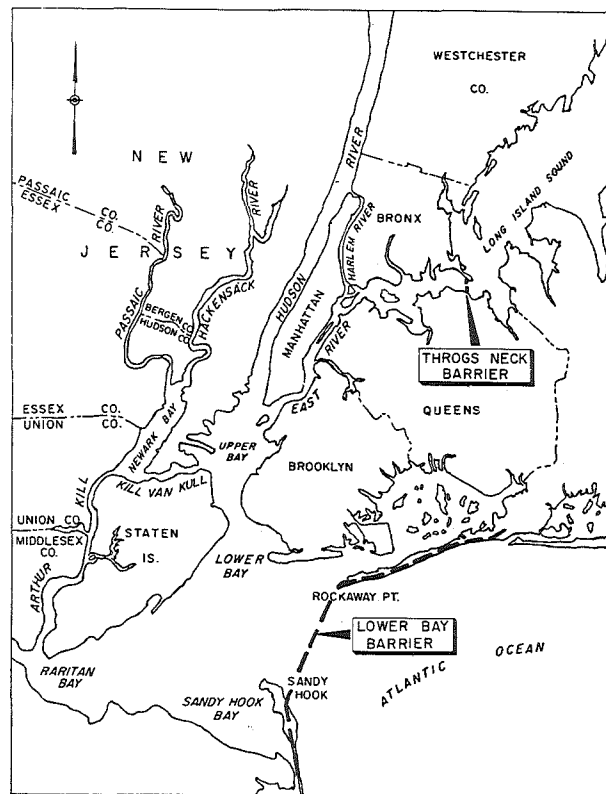 WESTCHESTER
CO.
NEW
JERSEY
PASSAIC CO.
ESSEX CO.
PASSAIC RIVER
HACKENSACK RIVER
BERGEN CO.
HUDSON CO.
HUDSON RIVER
MANHATTAN
HARLEM RIVER
BRONX
LONG ISLAND SOUND
EAST RIVER
THROGS NECK
BARRIER
QUEENS
ESSEX CO.
UNION CO.
NEWARK BAY
UPPER
BAY
BROOKLYN
KILL VAN KULL
ARTHUR KILL
UNION CO.
MIDDLESEX
CO.
STATEN
IS.
LOWER
BAY
ROCKAWAY PT.
LOWER BAY
BARRIER
ATLANTIC OCEAN
RARITAN
BAY
SANDY HOOK
BAY
SANDY
HOOK